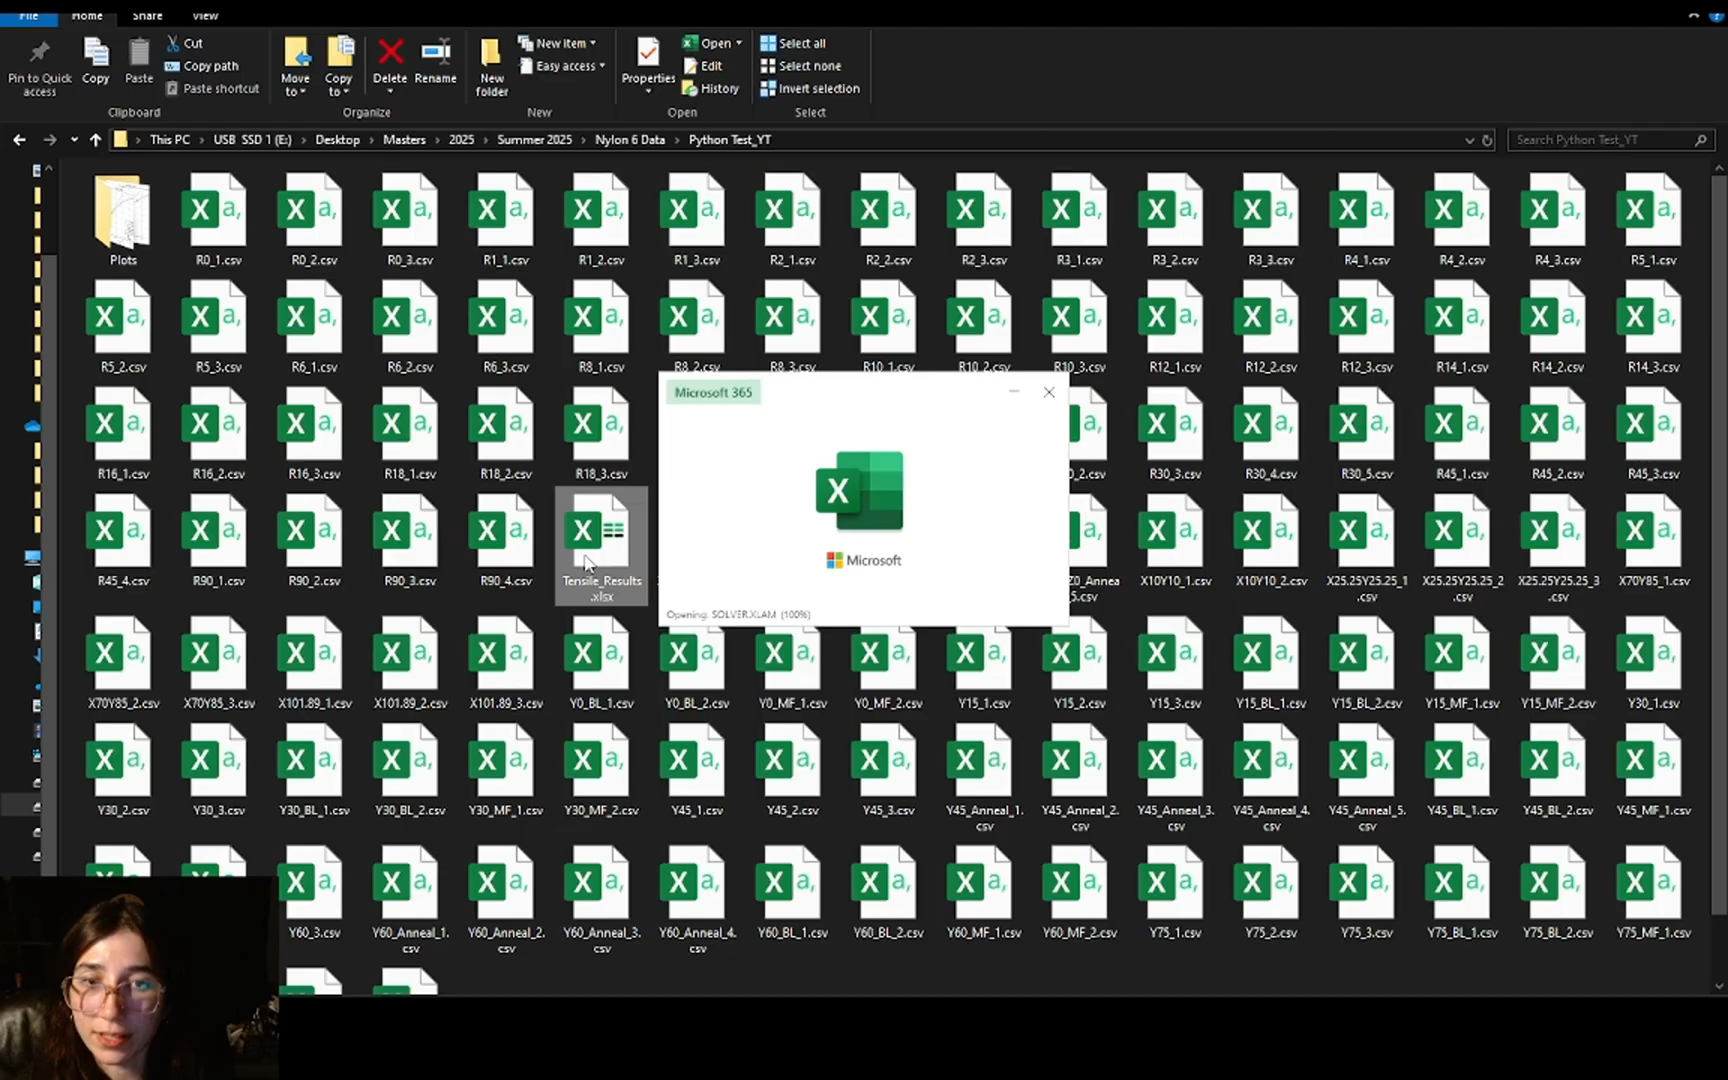 File Home Share View
Pin to Quick access
Copy
Paste
Cut
Copy path
Paste shortcut
Move to
Copy to
Delete
Rename
New folder
New item
Easy access
Properties
Open
Edit
History
Select all
Select none
Invert selection
Clipboard Organize New Open Select
This PC > USB SSD 1 (E:) > Desktop > Masters > 2025 > Summer 2025 > Nylon 6 Data > Python Test_YT
Search Python Test_YT
Plots R0_1.csv R0_2.csv R0_3.csv R1_1.csv R1_2.csv R1_3.csv R2_1.csv R2_2.csv R2_3.csv R3_1.csv R3_2.csv R3_3.csv R4_1.csv R4_2.csv R4_3.csv R5_1.csv
R5_2.csv R5_3.csv R6_1.csv R6_2.csv R6_3.csv R8_1.csv R8_2.csv R8_3.csv R10_1.csv R10_2.csv R10_3.csv R12_1.csv R12_2.csv R12_3.csv R14_1.csv R14_2.csv R14_3.csv
Microsoft 365
R16_1.csv R16_2.csv R16_3.csv R18_1.csv R18_2.csv R18_3.csv 0_2.csv R30_3.csv R30_4.csv R30_5.csv R45_1.csv R45_2.csv R45_3.csv
Microsoft
R45_4.csv R90_1.csv R90_2.csv R90_3.csv R90_4.csv Tensile_Results.xlsx Z0_Annea_5.csv X10Y10_1.csv X10Y10_2.csv X25.25Y25.25_1.csv X25.25Y25.25_2.csv X25.25Y25.25_3.csv X70Y85_1.csv
Opening: SOLVER.XLAM (100%)
X70Y85_2.csv X70Y85_3.csv X101.89_1.csv X101.89_2.csv X101.89_3.csv Y0_BL_1.csv Y0_BL_2.csv Y0_MF_1.csv Y0_MF_2.csv Y15_1.csv Y15_2.csv Y15_3.csv Y15_BL_1.csv Y15_BL_2.csv Y15_MF_1.csv Y15_MF_2.csv Y30_1.csv
Y30_2.csv Y30_3.csv Y30_BL_1.csv Y30_BL_2.csv Y30_MF_1.csv Y30_MF_2.csv Y45_1.csv Y45_2.csv Y45_3.csv Y45_Anneal_1.csv Y45_Anneal_2.csv Y45_Anneal_3.csv Y45_Anneal_4.csv Y45_Anneal_5.csv Y45_BL_1.csv Y45_BL_2.csv Y45_MF_1.csv
Y60_3.csv Y60_Anneal_1.csv Y60_Anneal_2.csv Y60_Anneal_3.csv Y60_Anneal_4.csv Y60_BL_1.csv Y60_BL_2.csv Y60_MF_1.csv Y60_MF_2.csv Y75_1.csv Y75_2.csv Y75_3.csv Y75_BL_1.csv Y75_BL_2.csv Y75_MF_1.csv